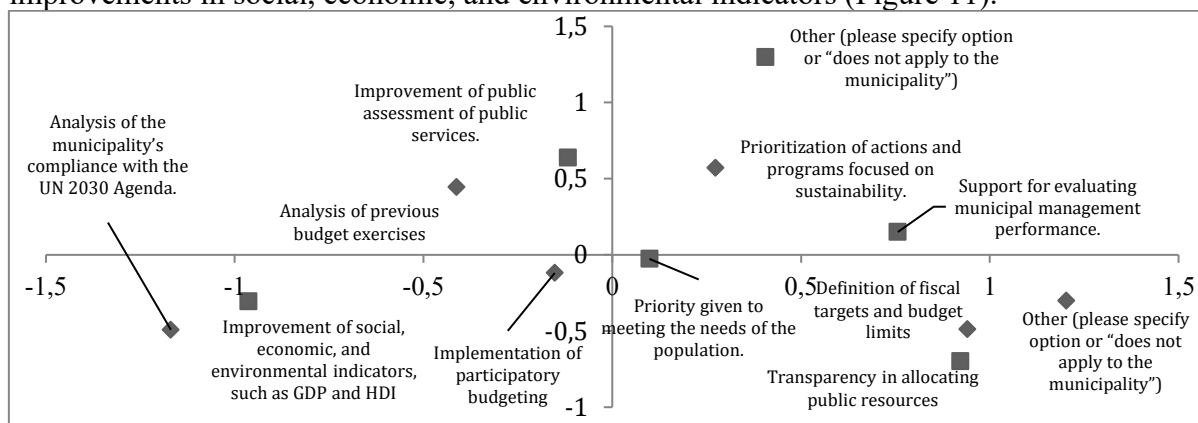 improvements in social, economic, and environmental indicators (Figure 11).
1,5
Other (please specify option
or “does not apply to the
municipality”)
Improvement of public
assessment of public
services.
1
Analysis of the
municipality’s
compliance with the
UN 2030 Agenda.
Prioritization of actions and
programs focused on
sustainability.
0,5
Support for evaluating
municipal management
performance.
Analysis of previous
budget exercises
0
-1,5
-1
-0,5
0
0,5
1
1,5
Priority given to
meeting the needs of the
population.
Definition of fiscal
targets and budget
limits
Improvement of social,
economic, and
environmental indicators,
such as GDP and HDI
Implementation of
participatory
budgeting
-0,5
Other (please specify
option or “does not
apply to the
municipality”)
Transparency in allocating
public resources
-1